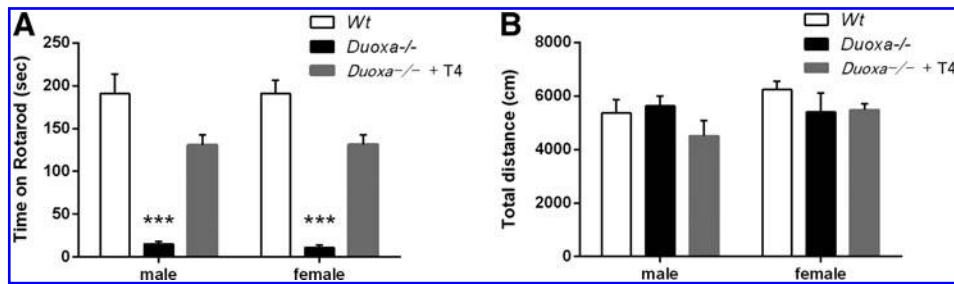 A
Wt
Duoxa-/-
Duoxa-/- + T4
Time on Rotarod (sec)
250
200
150
100
50
0
***
***
male
female
B
Wt
Duoxa-/-
Duoxa-/- + T4
Total distance (cm)
8000
6000
4000
2000
0
male
female